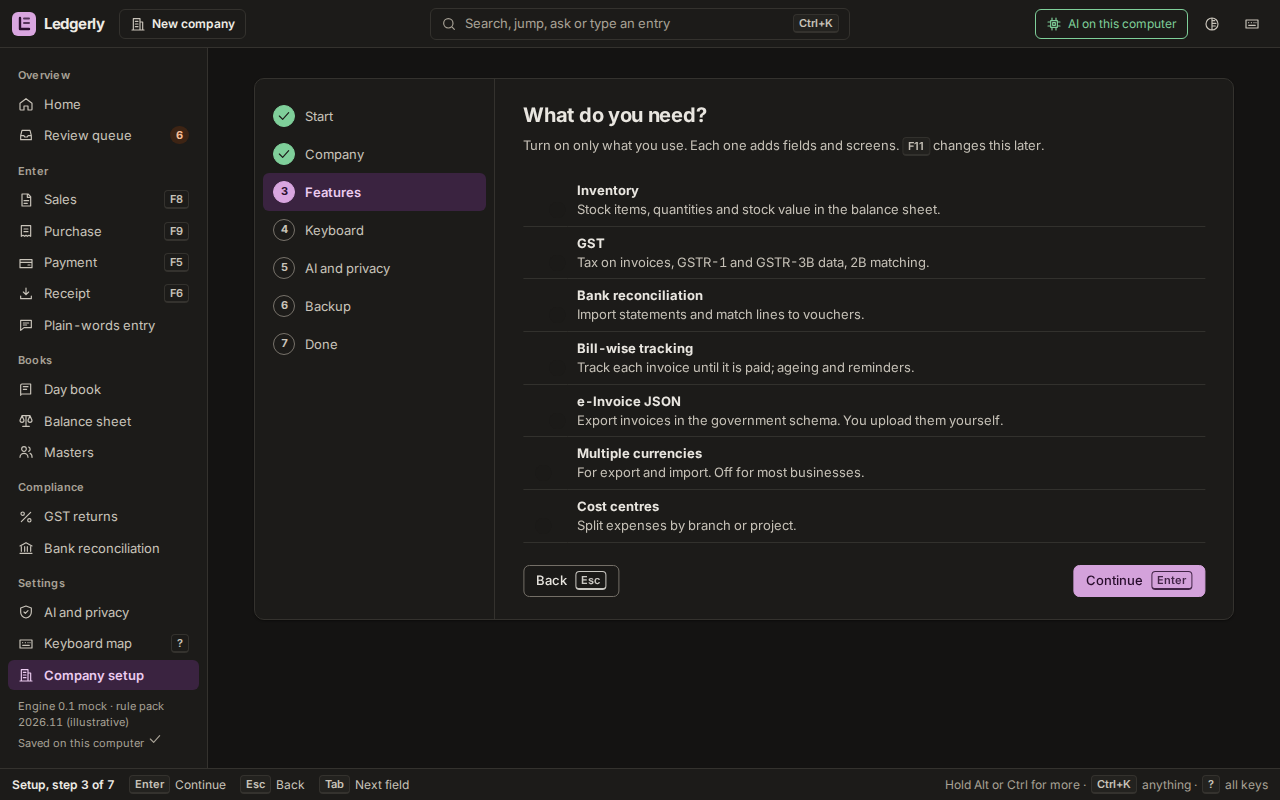 Ledgerly
New company
Search, jump, ask or type an entry
Ctrl+K
AI on this computer
Overview
Home
Review queue 6
Enter
Sales F8
Purchase F9
Payment F5
Receipt F6
Plain-words entry
Books
Day book
Balance sheet
Masters
Compliance
GST returns
Bank reconciliation
Settings
AI and privacy
Keyboard map ?
Company setup
Engine 0.1 mock · rule pack
2026.11 (illustrative)
Saved on this computer
Start
Company
3 Features
4 Keyboard
5 AI and privacy
6 Backup
7 Done
What do you need?
Turn on only what you use. Each one adds fields and screens. F11 changes this later.
Inventory
Stock items, quantities and stock value in the balance sheet.
GST
Tax on invoices, GSTR-1 and GSTR-3B data, 2B matching.
Bank reconciliation
Import statements and match lines to vouchers.
Bill-wise tracking
Track each invoice until it is paid; ageing and reminders.
e-Invoice JSON
Export invoices in the government schema. You upload them yourself.
Multiple currencies
For export and import. Off for most businesses.
Cost centres
Split expenses by branch or project.
Back Esc
Continue Enter
Setup, step 3 of 7 Enter Continue Esc Back Tab Next field
Hold Alt or Ctrl for more · Ctrl+K anything · ? all keys